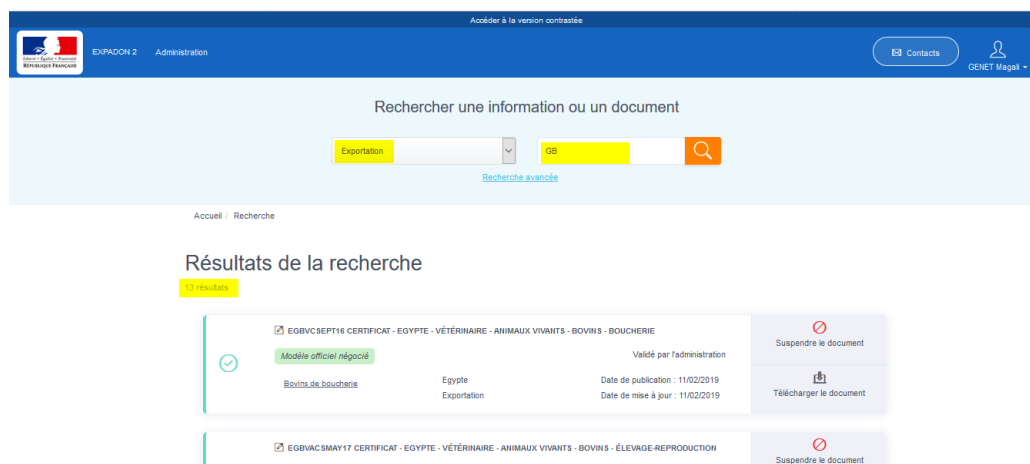 Accéder à la version contrastée
Liberté • Égalité • Fraternité
RÉPUBLIQUE FRANÇAISE
EXPADON 2 Administration
Contacts
GENET Magali
Rechercher une information ou un document
Exportation GB
Recherche avancée
Accueil / Recherche
Résultats de la recherche
13 résultats
EGBVCSEPT16 CERTIFICAT - EGYPTE - VÉTÉRINAIRE - ANIMAUX VIVANTS - BOVINS - BOUCHERIE
Suspendre le document
Modèle officiel négocié Validé par l'administration
Bovins de boucherie Egypte Date de publication : 11/02/2019
Télécharger le document
Exportation Date de mise à jour : 11/02/2019
EGBVACSMAY17 CERTIFICAT - EGYPTE - VÉTÉRINAIRE - ANIMAUX VIVANTS - BOVINS - ÉLEVAGE-REPRODUCTION
Suspendre le document